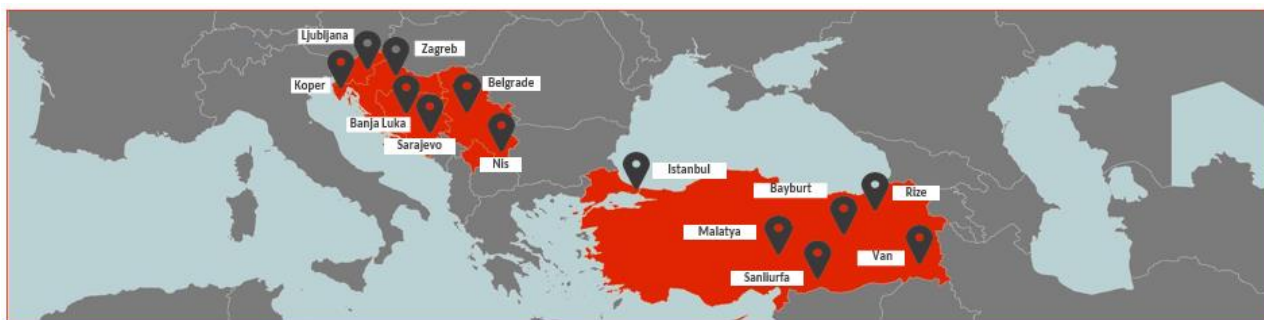 Ljubljana
Zagreb
Koper
Belgrade
Banja Luka
Sarajevo
Nis
Istanbul
Bayburt
Rize
Malatya
Van
Sanliurfa